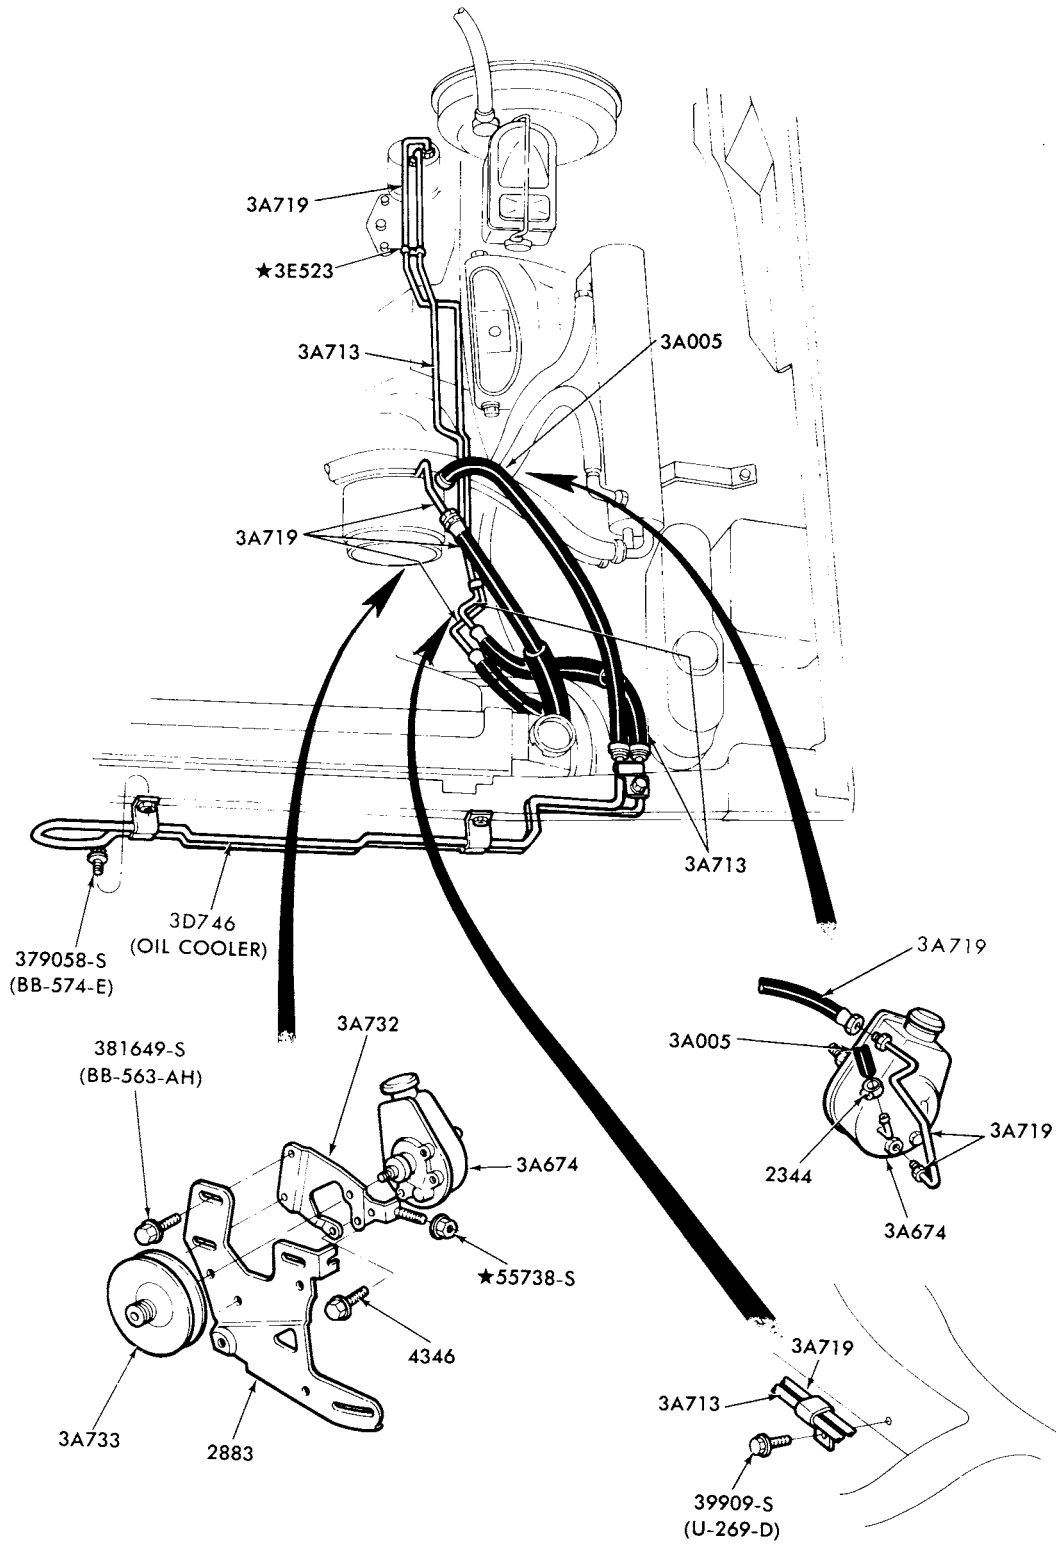 3A719
★3E523
3A713
3A005
3A719
3A713
3D746
(OIL COOLER)
379058-S
(BB-574-E)
3A719
3A732
3A005
381649-S
(BB-563-AH)
3A719
3A674
2344
3A674
★55738-S
4346
3A719
3A713
3A733
2883
39909-S
(U-269-D)